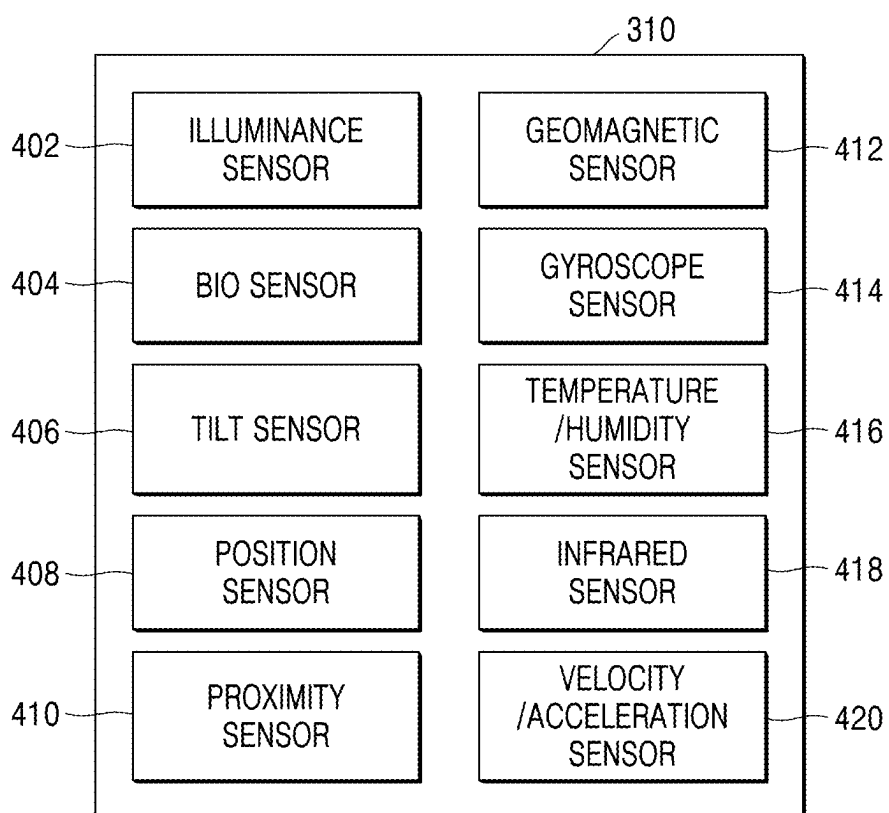 310
402
ILLUMINANCE
SENSOR
GEOMAGNETIC
SENSOR
412
404
BIO SENSOR
GYROSCOPE
SENSOR
414
406
TILT SENSOR
TEMPERATURE
/HUMIDITY
SENSOR
416
408
POSITION
SENSOR
INFRARED
SENSOR
418
410
PROXIMITY
SENSOR
VELOCITY
/ACCELERATION
SENSOR
420